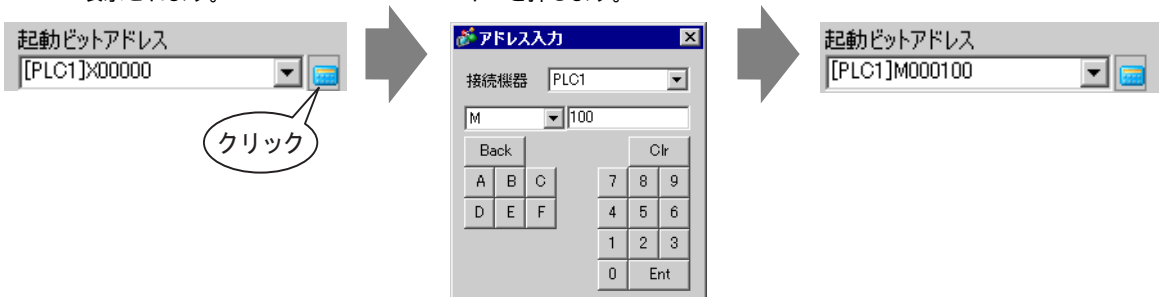 起動ビットアドレス
[PLC1]X00000
クリック
アドレス入力
接続機器 PLC1
M 100
Back Clr
A B C 7 8 9
D E F 4 5 6
1 2 3
0 Ent
起動ビットアドレス
[PLC1]M000100